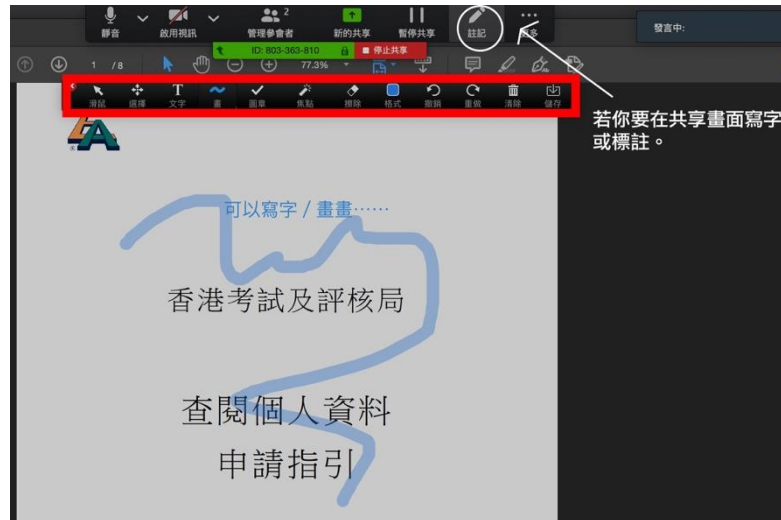 2
靜音 啟用視訊 管理參會者 新的共享 暫停共享 註記 更多
發言中:
ID: 803-363-810 停止共享
1 / 8 77.3%
滑鼠 選擇 文字 畫 圖章 焦點 擦除 格式 撤銷 重做 清除 儲存
若你要在共享畫面寫字
或標註。
EA
可以寫字 / 畫畫……
香港考試及評核局
查閱個人資料
申請指引